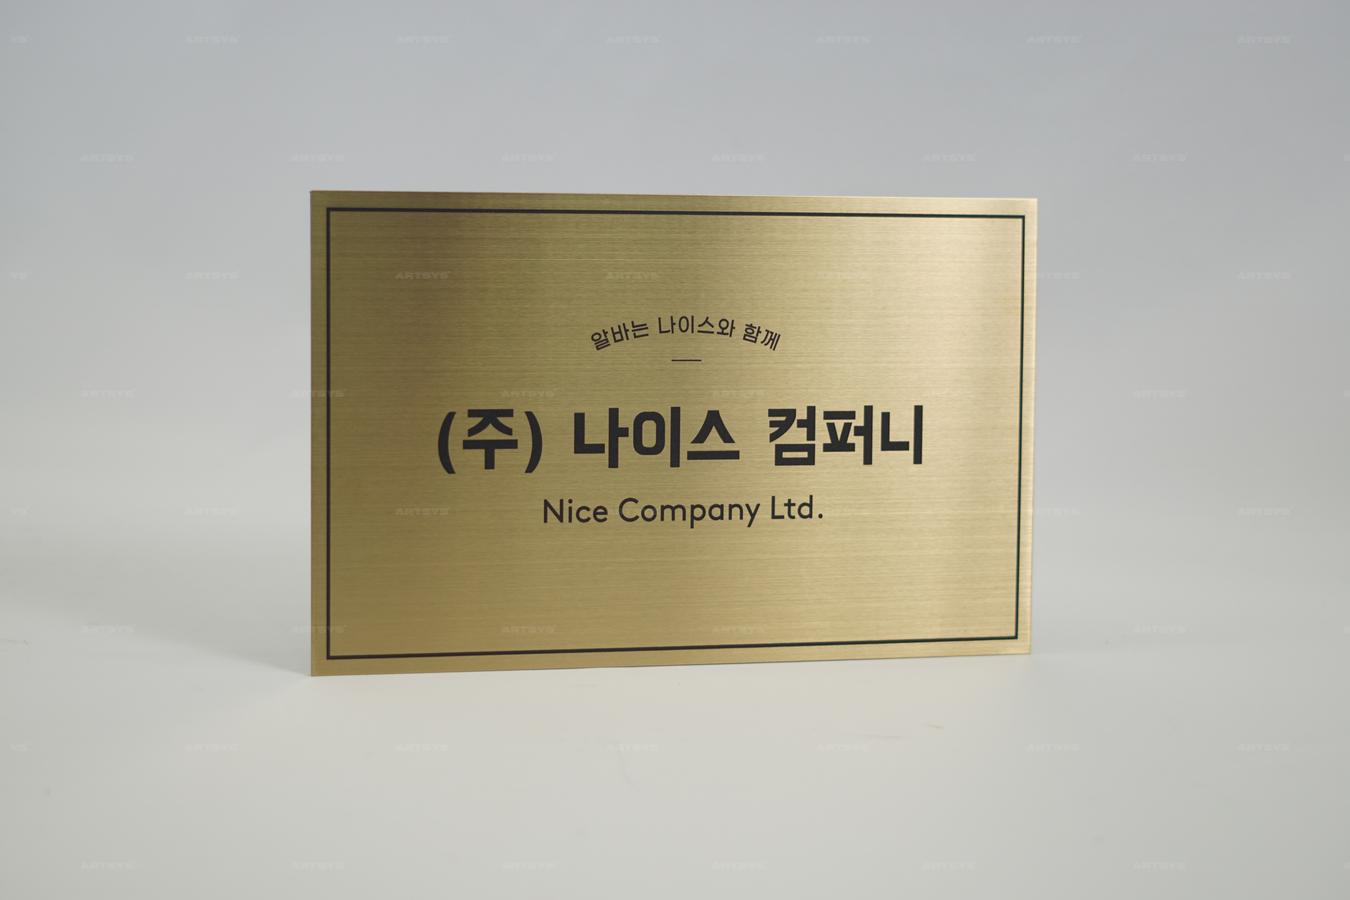 알바는 나이스와 함께
(주) 나이스 컴퍼니
Nice Company Ltd.
ARTSYS